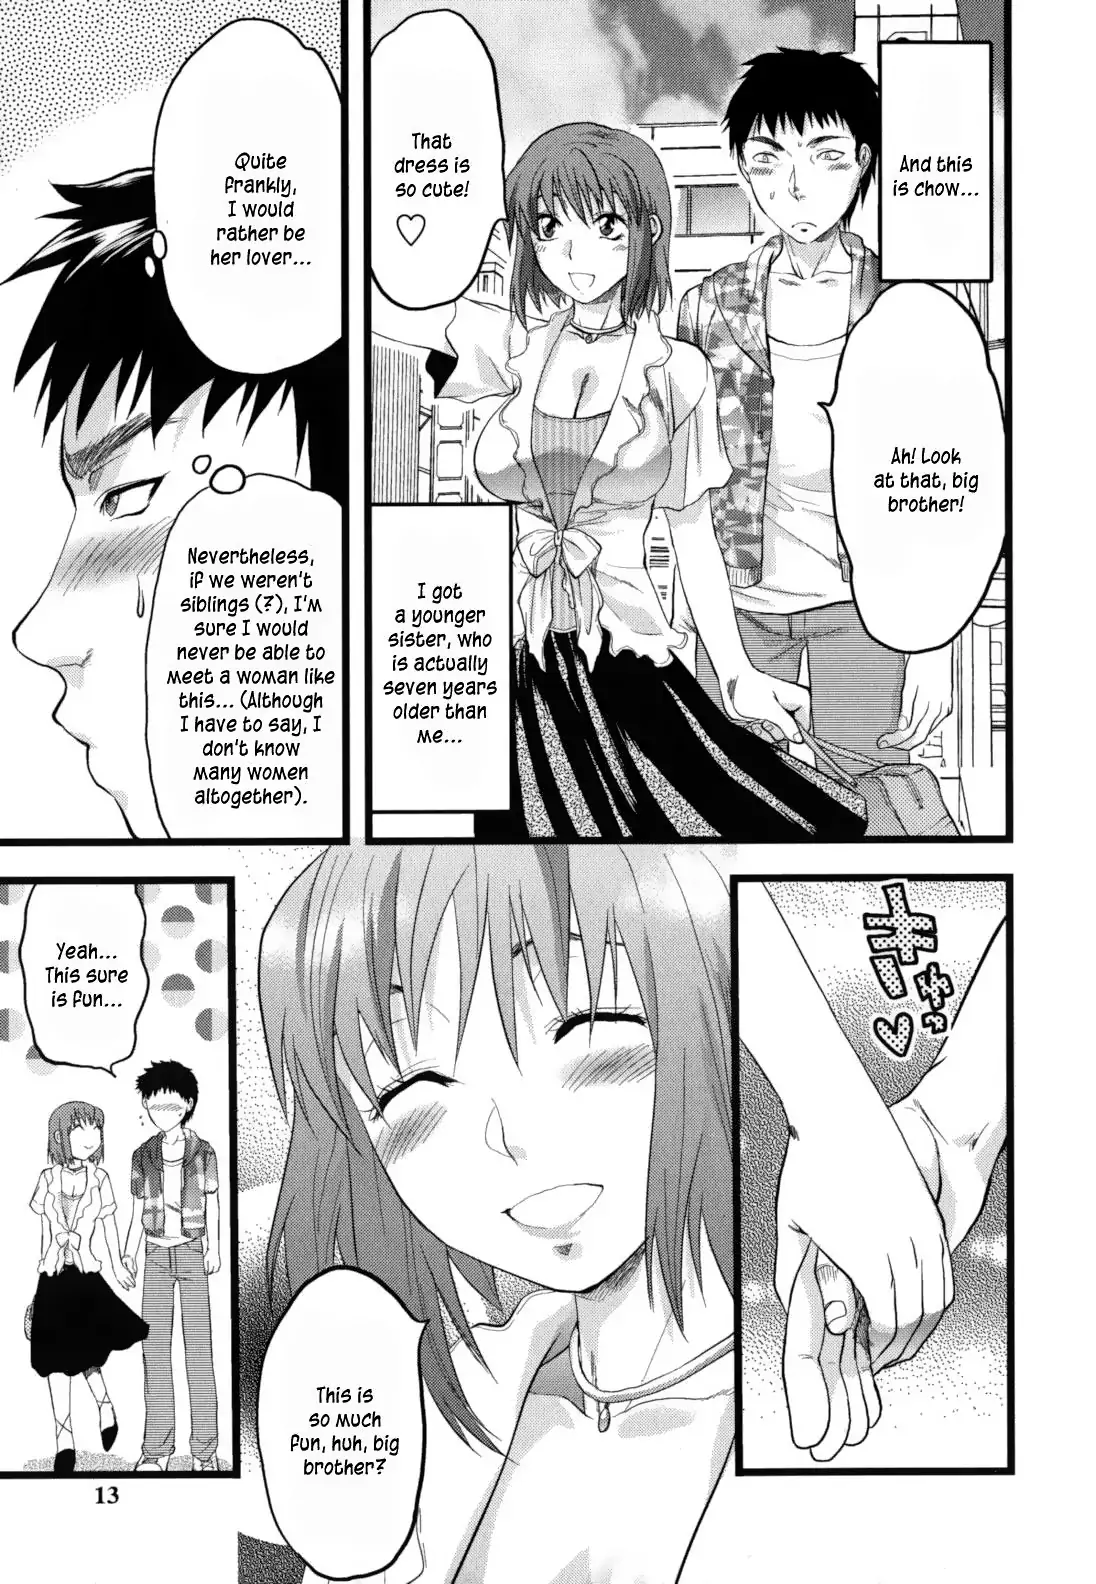 And this
is chow...
Ah! Look
at that, big
brother!
That
dress is
so cute!
♡
I got
a younger
sister, who
is actually
seven years
older than
me...
Quite
frankly,
I would
rather be
her lover...
Nevertheless,
if we weren't
siblings (?), I'm
sure I would
never be able to
meet a woman like
this... (Although
I have to say, I
don't know
many women
altogether).
キ
ュッ
♡
This is
so much
fun, huh, big
brother?
Yeah...
This sure
is fun...
13